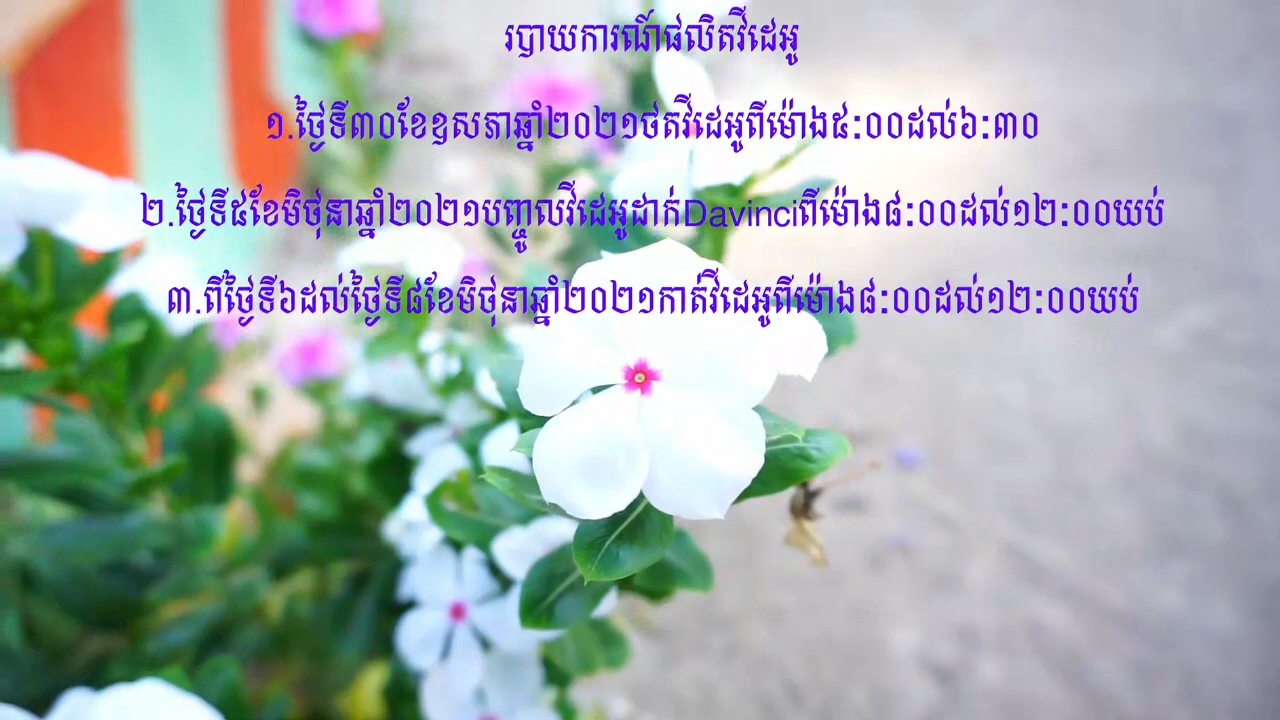 របាយការណ៍ផលិតវីដេអូ
១.ថ្ងៃទី៣០ខែឧសភាឆ្នាំ២០២១ថតវីដេអូពីម៉ោង៥:០០ដល់៦:៣០
២.ថ្ងៃទី៥ខែមិថុនាឆ្នាំ២០២១បញ្ចូលវីដេអូដាក់Davinciពីម៉ោង៨:០០ដល់១២:០០យប់
៣.ពីថ្ងៃទី៦ដល់ថ្ងៃទី៨ខែមិថុនាឆ្នាំ២០២១កាត់វីដេអូពីម៉ោង៨:០០ដល់១២:០០យប់